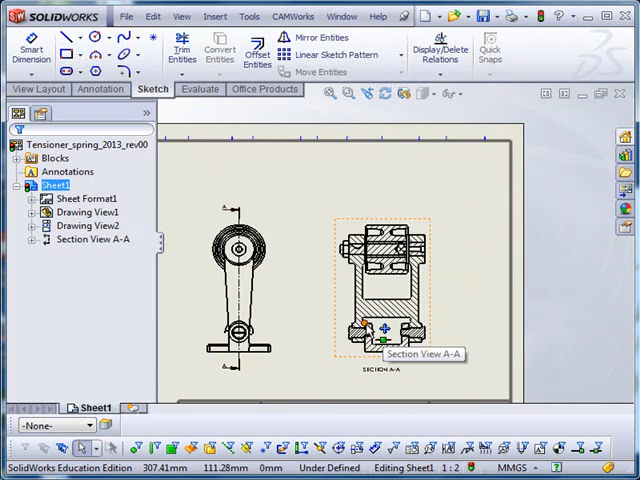 SOLIDWORKS File Edit View Insert Tools CAMWorks Window Help
Smart Dimension
Trim Entities
Convert Entities
Offset Entities
Mirror Entities
Linear Sketch Pattern
Move Entities
Display/Delete Relations
Quick Snaps
View Layout Annotation Sketch Evaluate Office Products
Tensioner_spring_2013_rev00
Blocks
Annotations
Sheet1
Sheet Format1
Drawing View1
Drawing View2
Section View A-A
A
A
Section View A-A
SECTION A-A
Sheet1
-None-
SolidWorks Education Edition 307.41mm 111.28mm 0mm Under Defined Editing Sheet1 1 : 2 MMGS